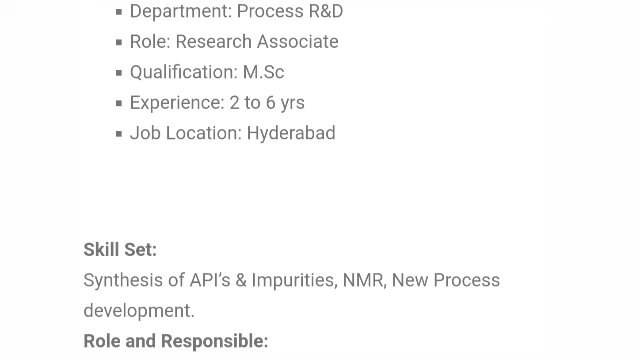 ▪ Department: Process R&D
▪ Role: Research Associate
▪ Qualification: M.Sc
▪ Experience: 2 to 6 yrs
▪ Job Location: Hyderabad
Skill Set:
Synthesis of API’s & Impurities, NMR, New Process
development.
Role and Responsible: